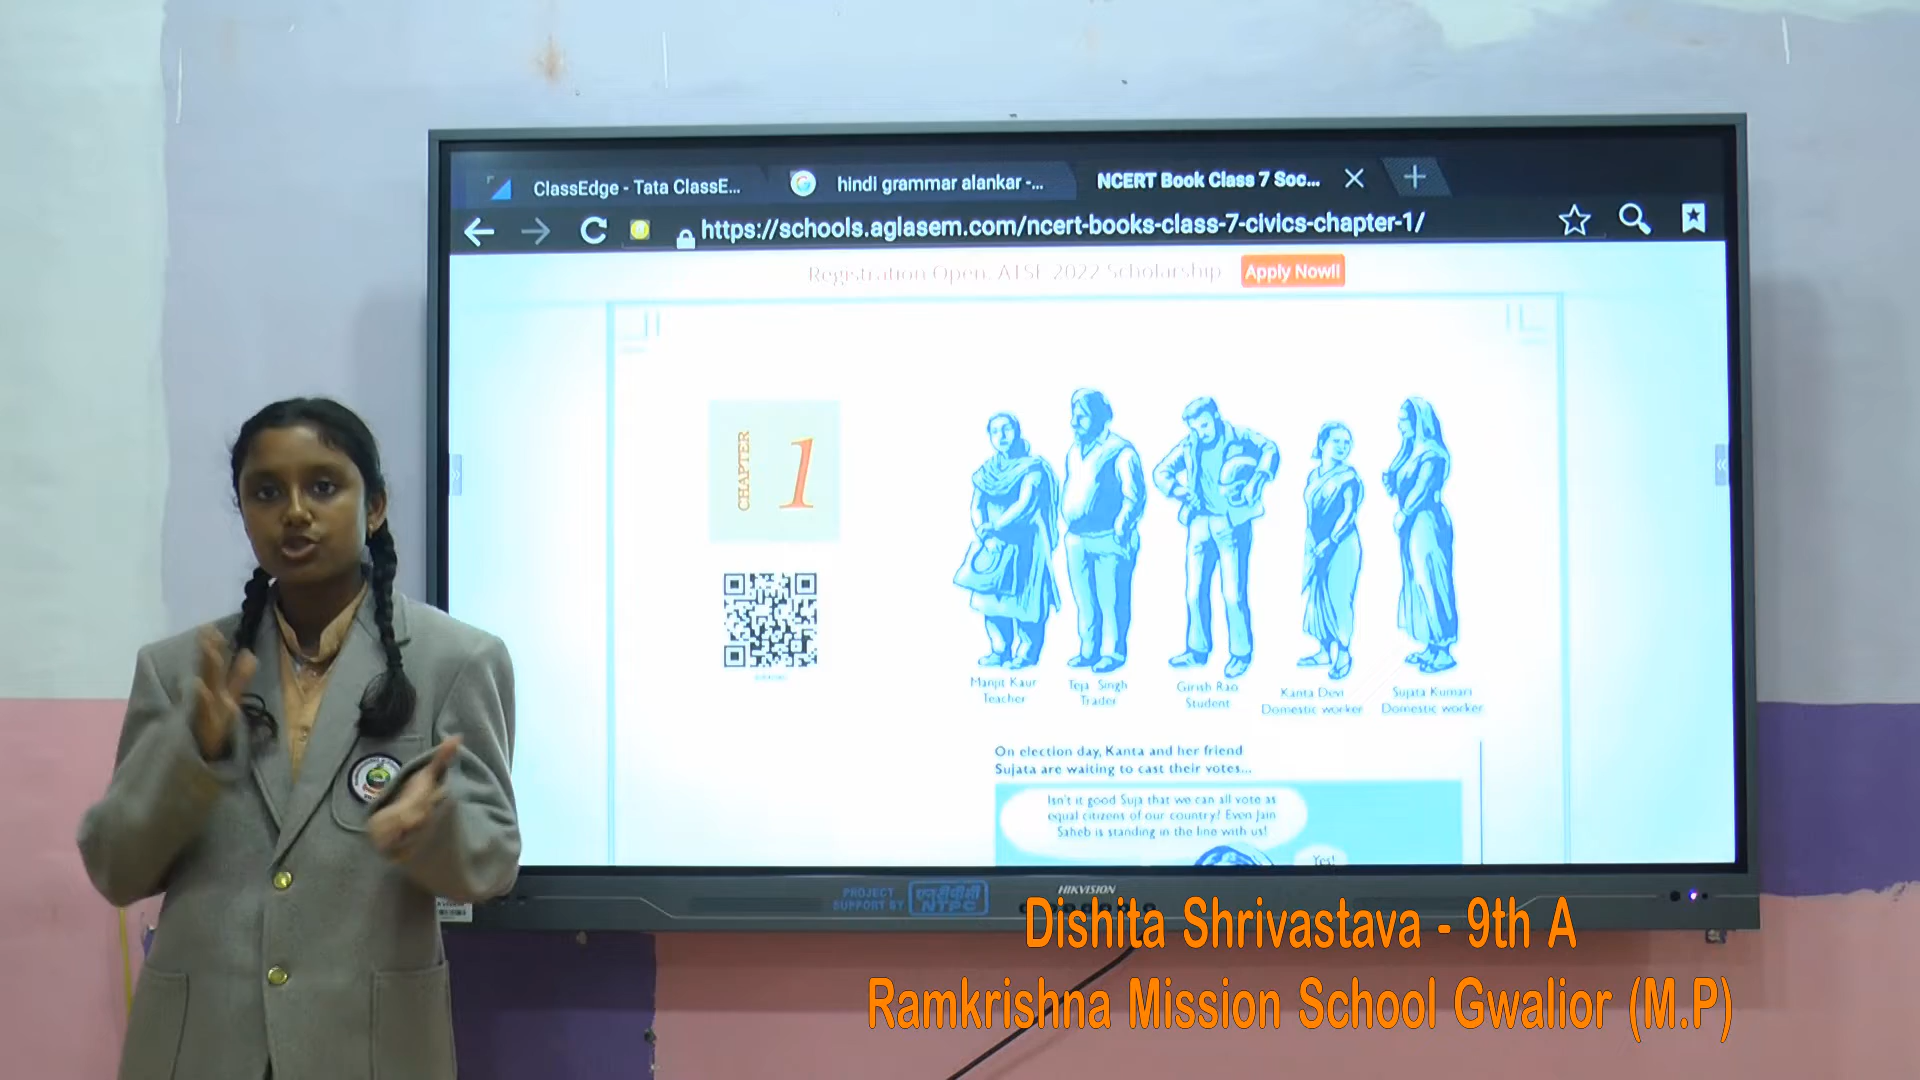 ClassEdge - Tata ClassE...
hindi grammar alankar -...
NCERT Book Class 7 Soc...
https://schools.aglasem.com/ncert-books-class-7-civics-chapter-1/
Registration Open. ATSE 2022 Scholarship
Apply Now!!
CHAPTER
1
Manjit Kaur
Teacher
Teja Singh
Trader
Girish Rao
Student
Kanta Devi
Domestic worker
Sujata Kumari
Domestic worker
On election day, Kanta and her friend
Sujata are waiting to cast their votes...
Isn't it good Suja that we can all vote as
equal citizens of our country? Even Jain
Saheb is standing in the line with us!
Yes!
PROJECT
SUPPORT BY
एनटीपीसी
NTPC
HIKVISION
Dishita Shrivastava - 9th A
Ramkrishna Mission School Gwalior (M.P)